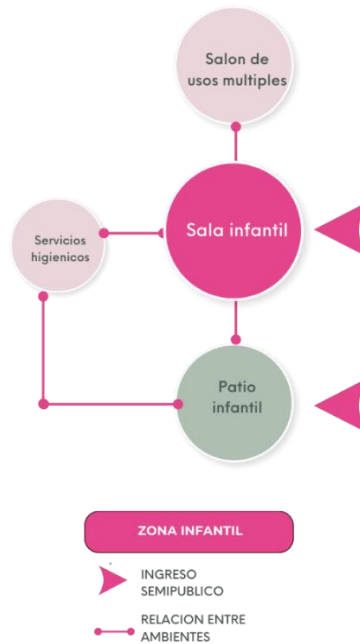 Salon de
usos multiples
Sala infantil
Servicios
higienicos
Patio
infantil
ZONA INFANTIL
INGRESO
SEMIPUBLICO
RELACION ENTRE
AMBIENTES